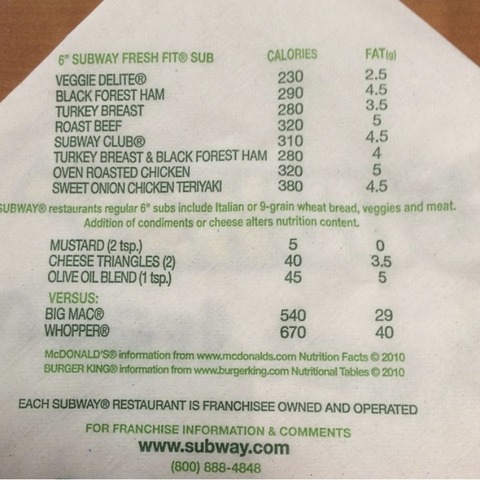 6" SUBWAY FRESH FIT® SUB CALORIES FAT(g)
VEGGIE DELITE® 230 2.5
BLACK FOREST HAM 290 4.5
TURKEY BREAST 280 3.5
ROAST BEEF 320 5
SUBWAY CLUB® 310 4.5
TURKEY BREAST & BLACK FOREST HAM 280 4
OVEN ROASTED CHICKEN 320 5
SWEET ONION CHICKEN TERIYAKI 380 4.5
SUBWAY® restaurants regular 6" subs include Italian or 9-grain wheat bread, veggies and meat.
Addition of condiments or cheese alters nutrition content.
MUSTARD (2 tsp.) 5 0
CHEESE TRIANGLES (2) 40 3.5
OLIVE OIL BLEND (1 tsp.) 45 5
VERSUS:
BIG MAC® 540 29
WHOPPER® 670 40
McDONALD'S® information from www.mcdonalds.com Nutrition Facts © 2010
BURGER KING® information from www.burgerking.com Nutritional Tables © 2010
EACH SUBWAY® RESTAURANT IS FRANCHISEE OWNED AND OPERATED
FOR FRANCHISE INFORMATION & COMMENTS
www.subway.com
(800) 888-4848